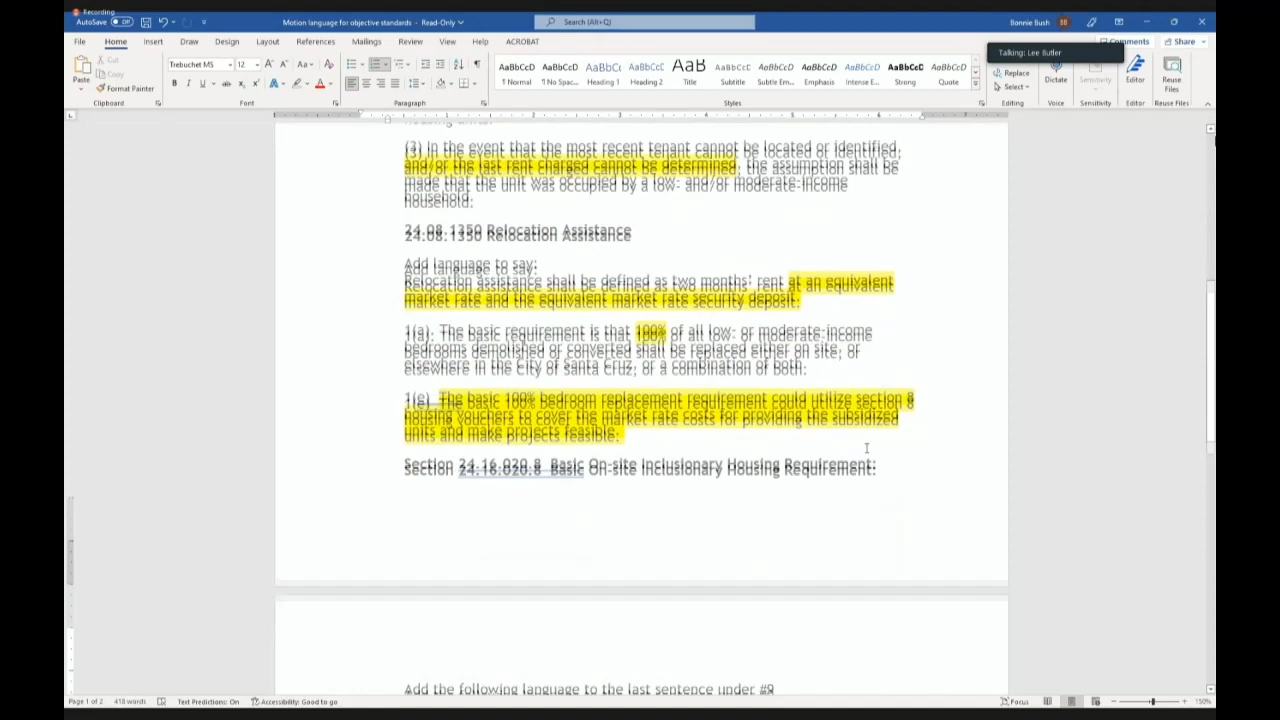 Recording
AutoSave Off Motion language for objective standards - Read-Only Search (Alt+Q) Bonnie Bush BB
File Home Insert Draw Design Layout References Mailings Review View Help ACROBAT Comments Share
Talking: Lee Butler
Paste Cut Copy Format Painter
Trebuchet MS 12
AaBbCcD AaBbCcD AaBbCc AaBbCcD AaB AaBbCcD AaBbCcD AaBbCcD AaBbCcD AaBbCcD AaBbCcD
¶ Normal ¶ No Spac... Heading 1 Heading 2 Title Subtitle Subtle Em... Emphasis Intense E... Strong Quote
Replace Select Dictate Sensitivity Editor Reuse Files
Clipboard Font Paragraph Styles Editing Voice Sensitivity Editor Reuse Files
(3) In the event that the most recent tenant cannot be located or identified,
and/or the last rent charged cannot be determined, the assumption shall be
made that the unit was occupied by a low- and/or moderate-income
household.
24.08.1350 Relocation Assistance
Add language to say:
Relocation assistance shall be defined as two months' rent at an equivalent
market rate and the equivalent market rate security deposit.
1(a). The basic requirement is that 100% of all low- or moderate-income
bedrooms demolished or converted shall be replaced either on site, or
elsewhere in the City of Santa Cruz, or a combination of both.
1(e) The basic 100% bedroom replacement requirement could utilize section 8
housing vouchers to cover the market rate costs for providing the subsidized
units and make projects feasible.
Section 24.16.020.8 Basic On-site Inclusionary Housing Requirement:
Add the following language to the last sentence under #9
Page 1 of 2 418 words Text Predictions: On Accessibility: Good to go Focus 150%